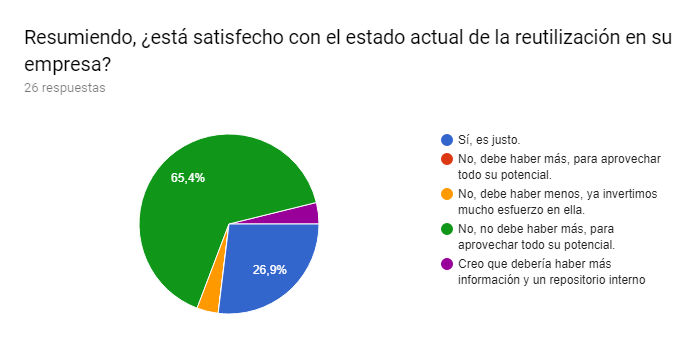 Resumiendo, ¿está satisfecho con el estado actual de la reutilización en su
empresa?
26 respuestas
65,4%
26,9%
Sí, es justo.
No, debe haber más, para aprovechar
todo su potencial.
No, debe haber menos, ya invertimos
mucho esfuerzo en ella.
No, no debe haber más, para
aprovechar todo su potencial.
Creo que debería haber más
información y un repositorio interno